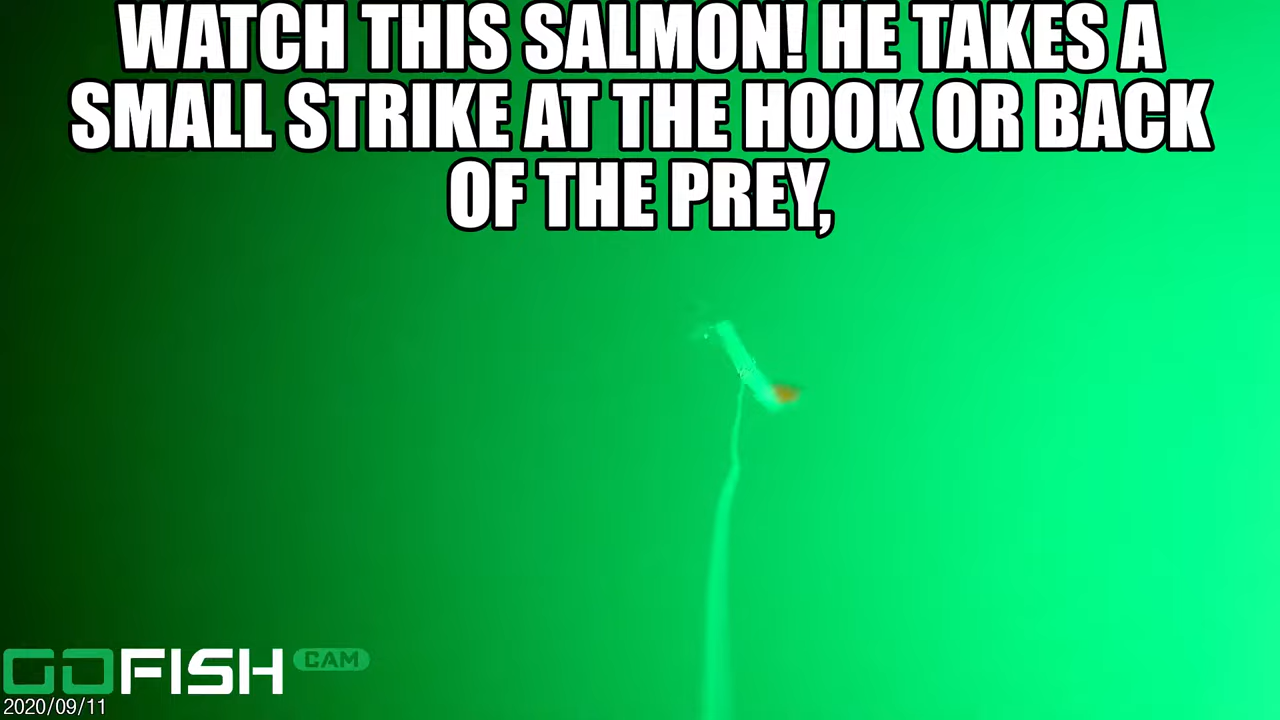 WATCH THIS SALMON! HE TAKES A
SMALL STRIKE AT THE HOOK OR BACK
OF THE PREY,
GOFISH CAM
2020/09/11